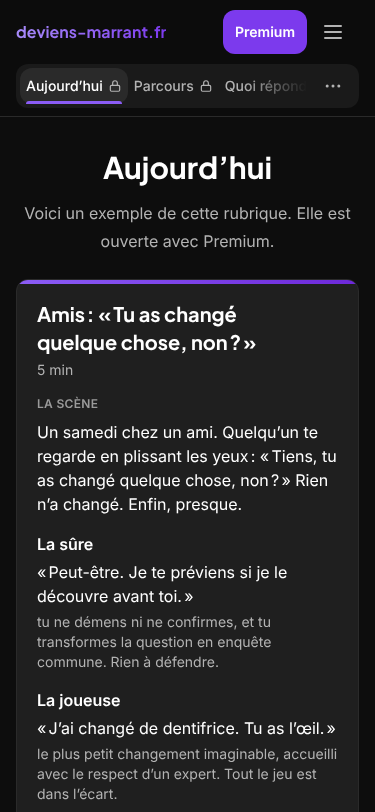 deviens-marrant.fr
Premium
Aujourd’hui
Parcours
Quoi répond
Aujourd’hui
Voici un exemple de cette rubrique. Elle est
ouverte avec Premium.
Amis : « Tu as changé
quelque chose, non ? »
5 min
LA SCÈNE
Un samedi chez un ami. Quelqu’un te
regarde en plissant les yeux : « Tiens, tu
as changé quelque chose, non ? » Rien
n’a changé. Enfin, presque.
La sûre
« Peut-être. Je te préviens si je le
découvre avant toi. »
tu ne démens ni ne confirmes, et tu
transformes la question en enquête
commune. Rien à défendre.
La joueuse
« J’ai changé de dentifrice. Tu as l’œil. »
le plus petit changement imaginable, accueilli
avec le respect d’un expert. Tout le jeu est
dans l’écart.